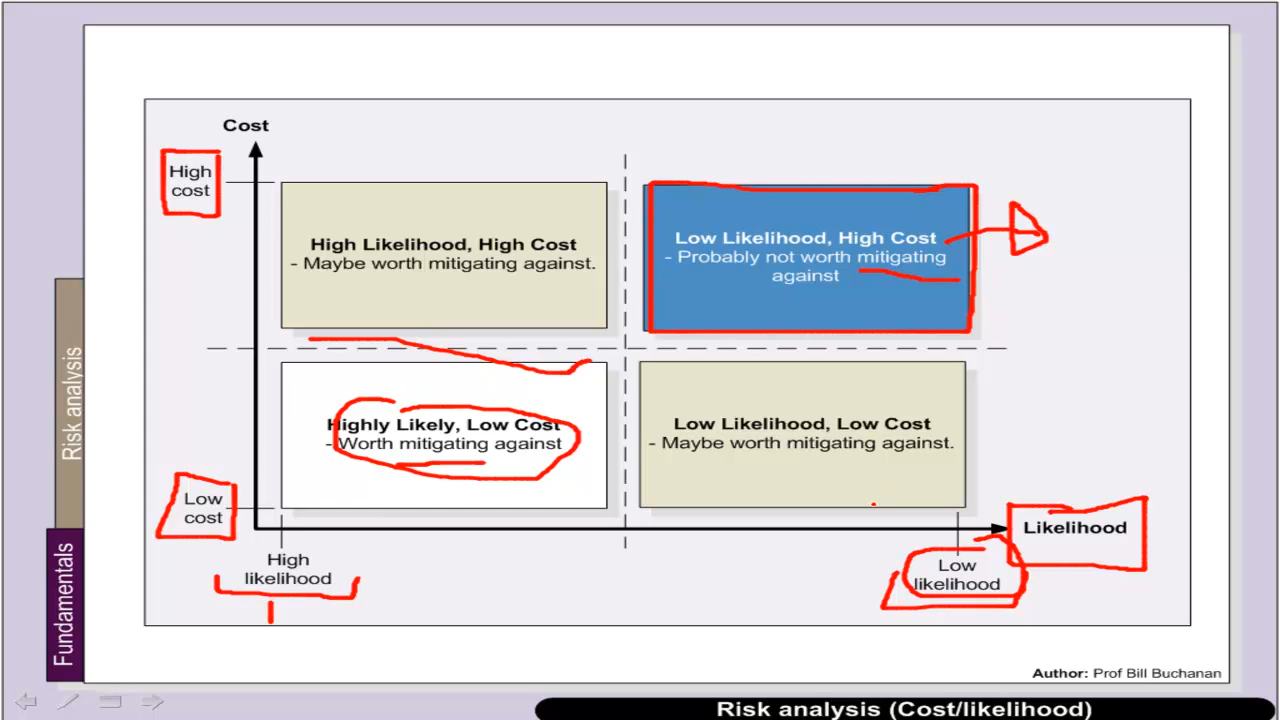 Cost
High
cost
High Likelihood, High Cost
- Maybe worth mitigating against.
Low Likelihood, High Cost
- Probably not worth mitigating
against
Highly Likely, Low Cost
- Worth mitigating against
Low Likelihood, Low Cost
- Maybe worth mitigating against.
Low
cost
Likelihood
High
likelihood
Low
likelihood
Risk analysis
Fundamentals
Author: Prof Bill Buchanan
Risk analysis (Cost/likelihood)